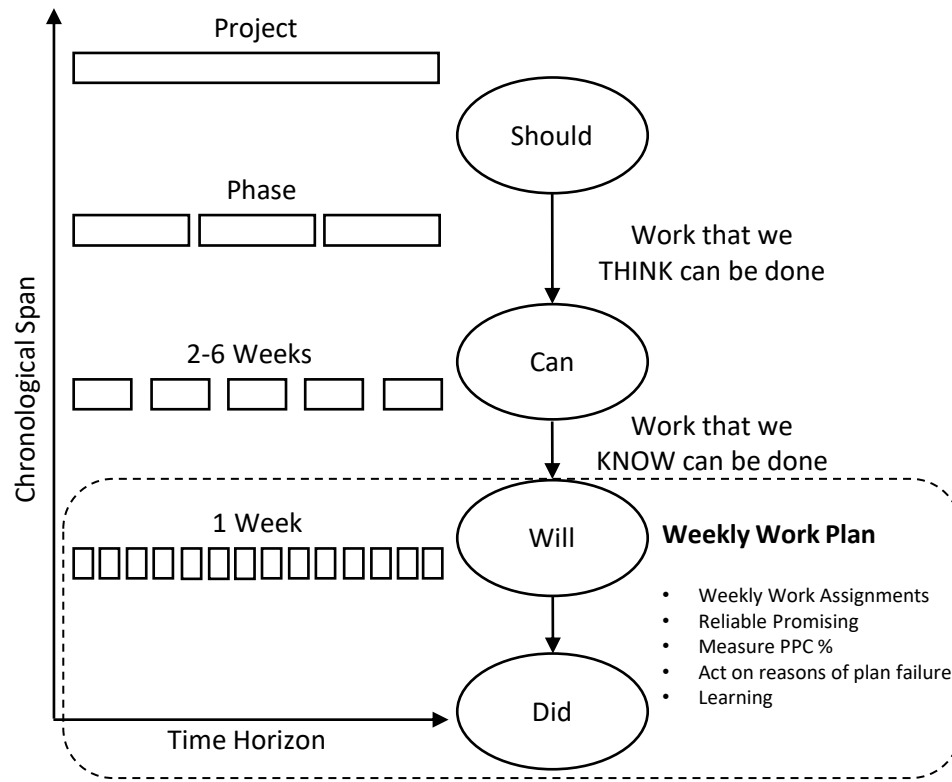 Project
Should
Phase
Work that we
THINK can be done
2-6 Weeks
Can
Work that we
KNOW can be done
Chronological Span
1 Week
Will
Weekly Work Plan
• Weekly Work Assignments
• Reliable Promising
• Measure PPC %
• Act on reasons of plan failure
• Learning
Did
Time Horizon